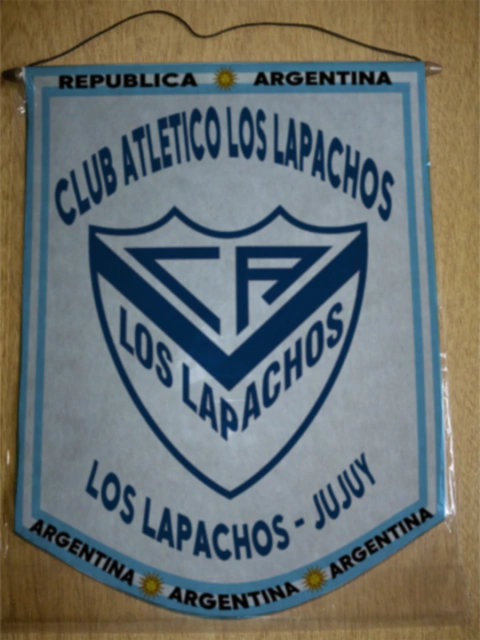 REPUBLICA ARGENTINA
CLUB ATLETICO LOS LAPACHOS
CA
LOS LAPACHOS
LOS LAPACHOS - JUJUY
ARGENTINA ARGENTINA ARGENTINA